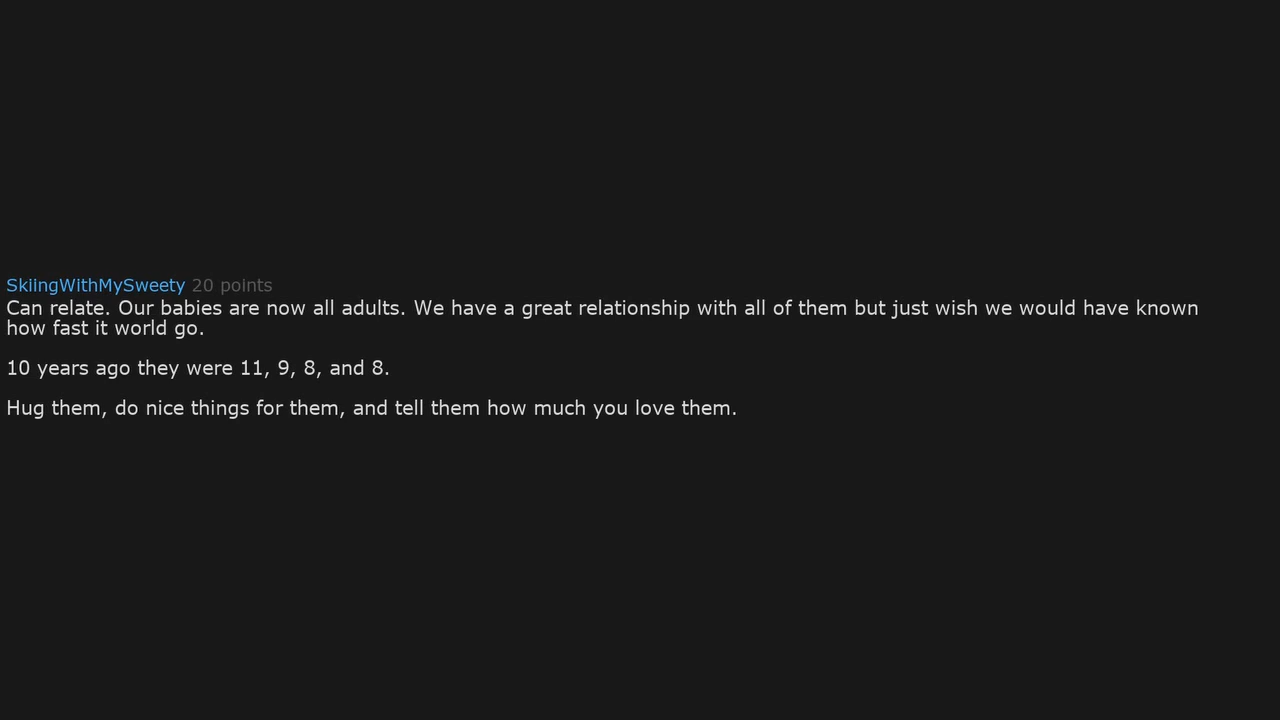 SkiingWithMySweety 20 points
Can relate. Our babies are now all adults. We have a great relationship with all of them but just wish we would have known
how fast it world go.
10 years ago they were 11, 9, 8, and 8.
Hug them, do nice things for them, and tell them how much you love them.